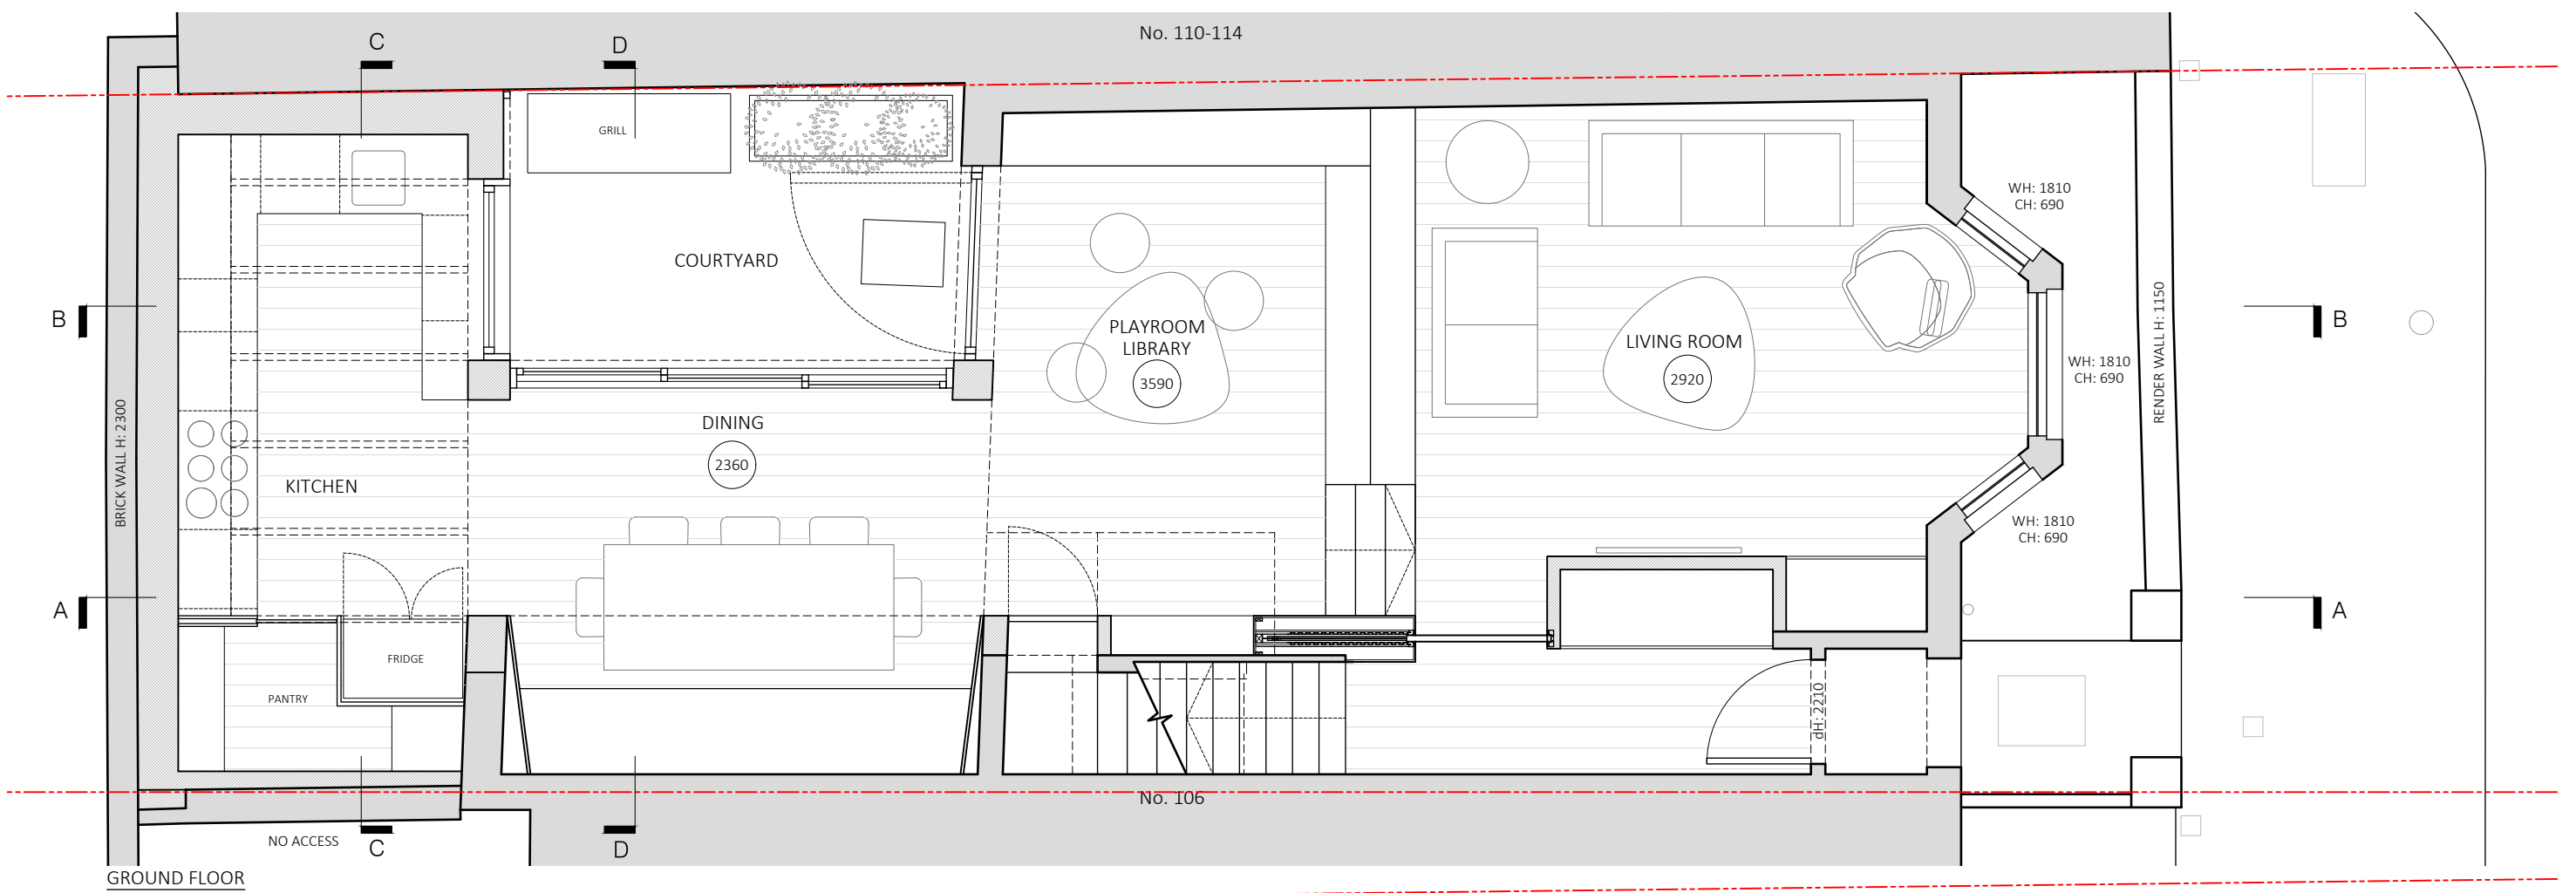 No. 110-114
C
D
GRILL
WH: 1810
CH: 690
COURTYARD
B
B
PLAYROOM
LIBRARY
3590
LIVING ROOM
2920
WH: 1810
CH: 690
RENDER WALL H: 1150
BRICK WALL H: 2300
DINING
2360
KITCHEN
WH: 1810
CH: 690
A
A
FRIDGE
PANTRY
dH: 2210
No. 106
NO ACCESS
C
D
GROUND FLOOR